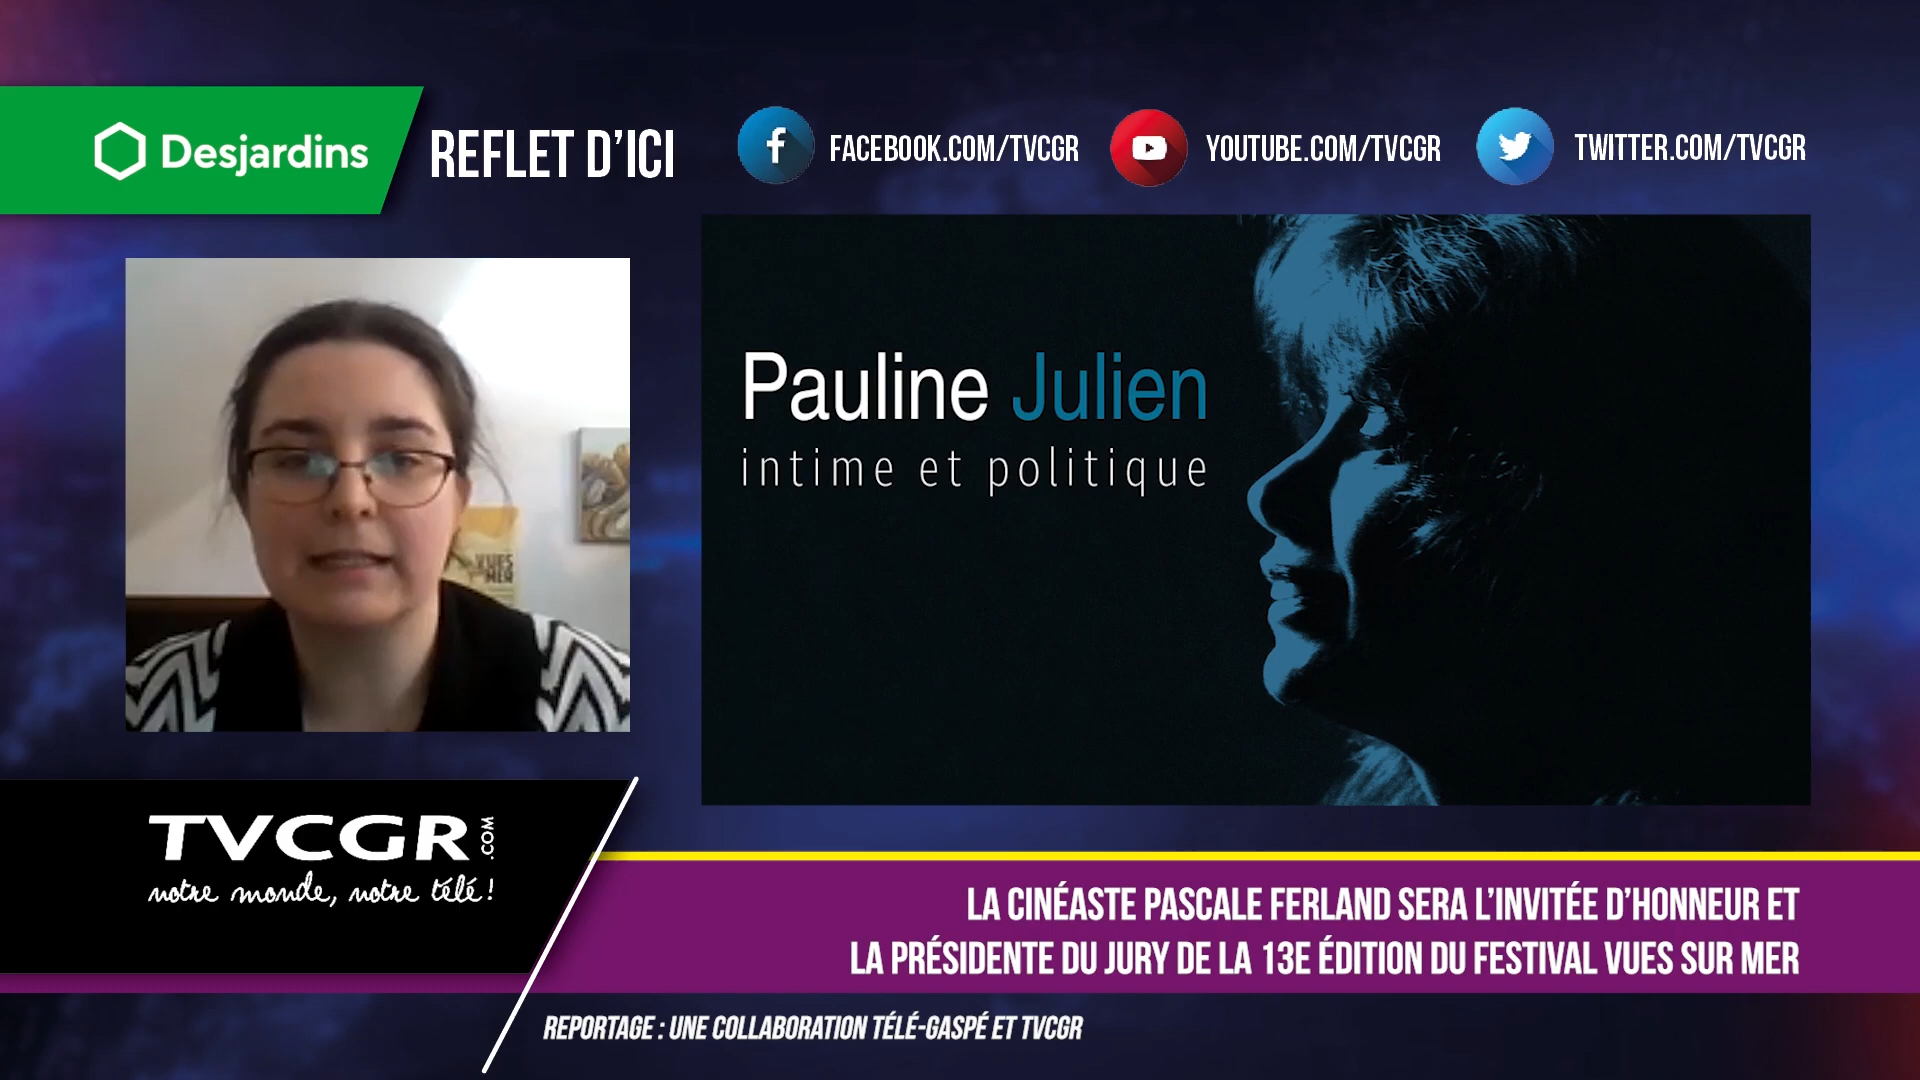 Desjardins
REFLET D'ICI
FACEBOOK.COM/TVCGR
YOUTUBE.COM/TVCGR
TWITTER.COM/TVCGR
Pauline Julien
intime et politique
VUES
MER
TVCGR.COM
notre monde, notre télé!
LA CINÉASTE PASCALE FERLAND SERA L'INVITÉE D'HONNEUR ET
LA PRÉSIDENTE DU JURY DE LA 13E ÉDITION DU FESTIVAL VUES SUR MER
REPORTAGE : UNE COLLABORATION TÉLÉ-GASPÉ ET TVCGR